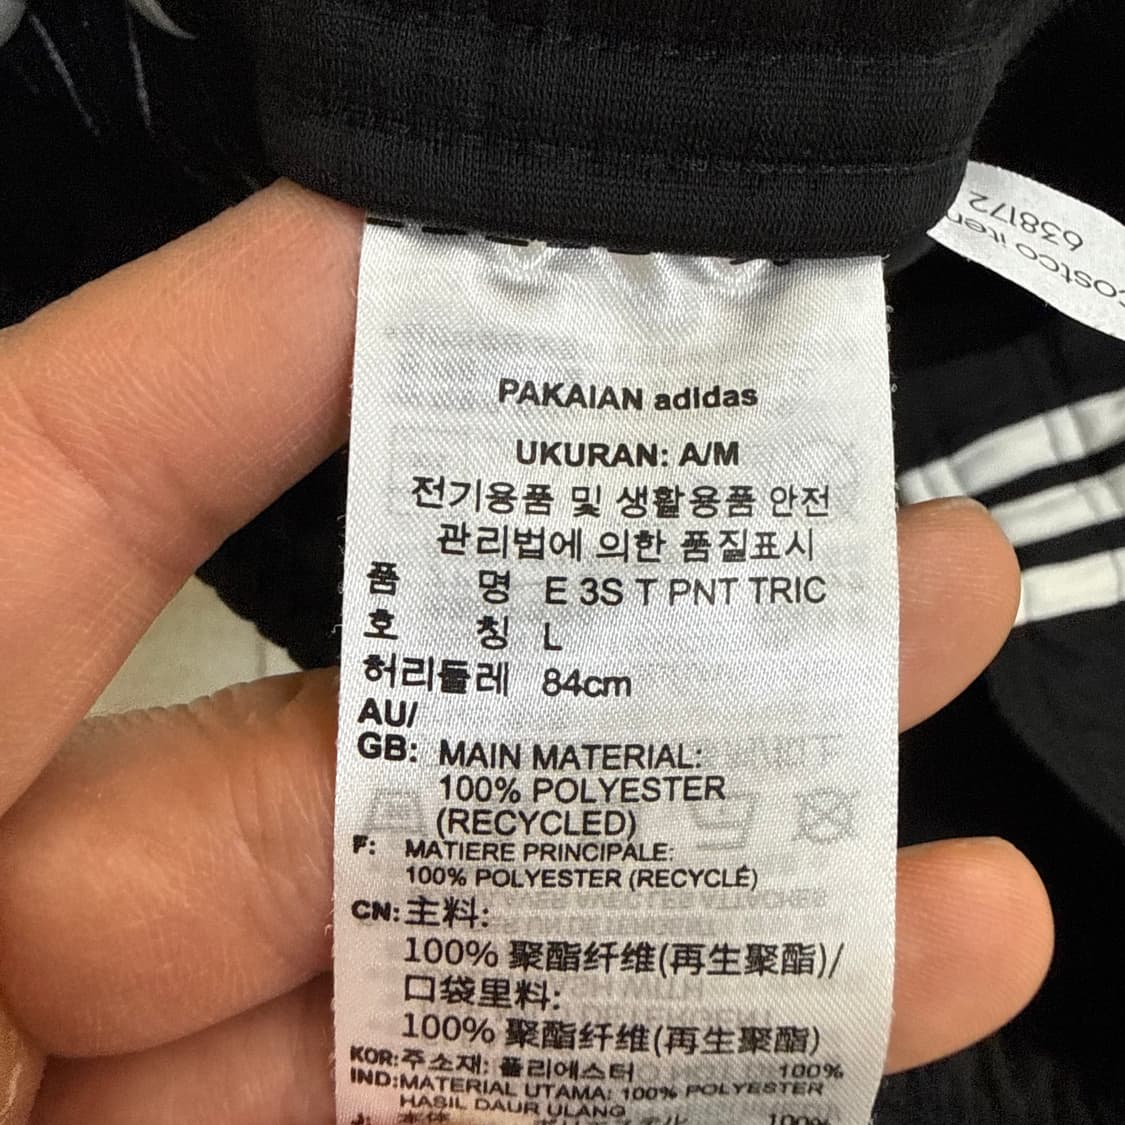 PAKAIAN adidas
UKURAN: A/M
전기용품 및 생활용품 안전
관리법에 의한 품질표시
품 명 E 3S T PNT TRIC
호 칭 L
허리둘레 84cm
AU/
GB: MAIN MATERIAL:
100% POLYESTER
(RECYCLED)
F: MATIERE PRINCIPALE:
100% POLYESTER (RECYCLÉ)
CN: 主料:
100% 聚酯纤维(再生聚酯)/
口袋里料:
100% 聚酯纤维(再生聚酯)
KOR: 주소재: 폴리에스터 100%
IND: MATERIAL UTAMA: 100% POLYESTER
HASIL DAUR ULANG
J: 本体 100%
Costco item
638172